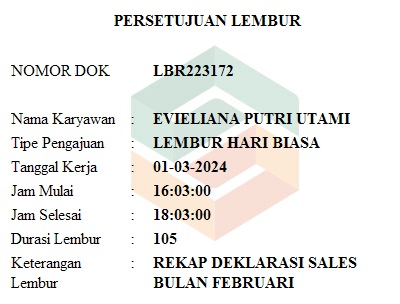 PERSETUJUAN LEMBUR
NOMOR DOK LBR223172
Nama Karyawan : EVIELIANA PUTRI UTAMI
Tipe Pengajuan : LEMBUR HARI BIASA
Tanggal Kerja : 01-03-2024
Jam Mulai : 16:03:00
Jam Selesai : 18:03:00
Durasi Lembur : 105
Keterangan : REKAP DEKLARASI SALES
Lembur BULAN FEBRUARI